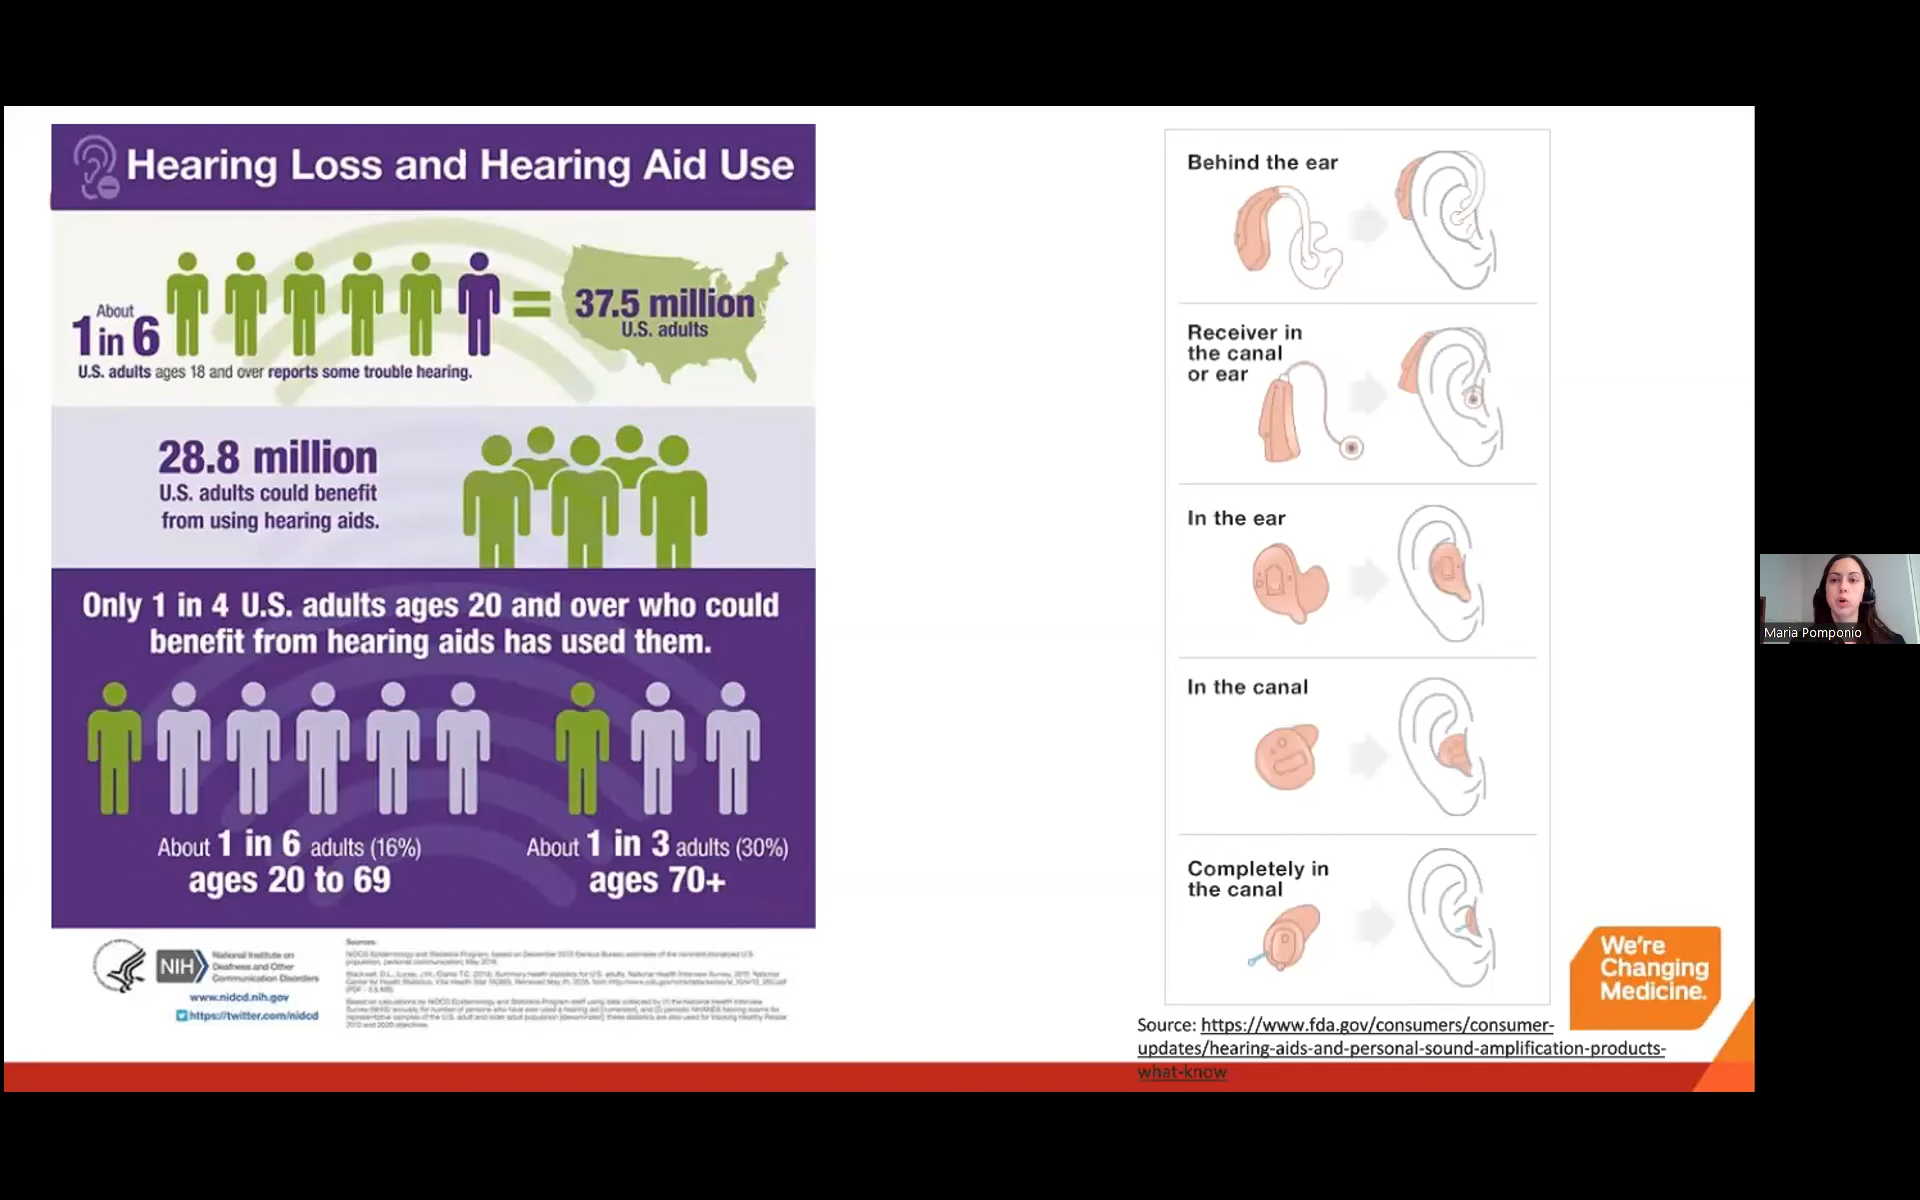 Hearing Loss and Hearing Aid Use
About
1 in 6
U.S. adults ages 18 and over reports some trouble hearing.
37.5 million
U.S. adults
28.8 million
U.S. adults could benefit
from using hearing aids.
Only 1 in 4 U.S. adults ages 20 and over who could
benefit from hearing aids has used them.
About 1 in 6 adults (16%)
ages 20 to 69
About 1 in 3 adults (30%)
ages 70+
NIH
National Institute on
Deafness and Other
Communication Disorders
www.nidcd.nih.gov
https://twitter.com/nidcd
Sources:
Behind the ear
Receiver in
the canal
or ear
In the ear
In the canal
Completely in
the canal
Source: https://www.fda.gov/consumers/consumer-
updates/hearing-aids-and-personal-sound-amplification-products-
what-know
We're
Changing
Medicine.
Maria Pomponio